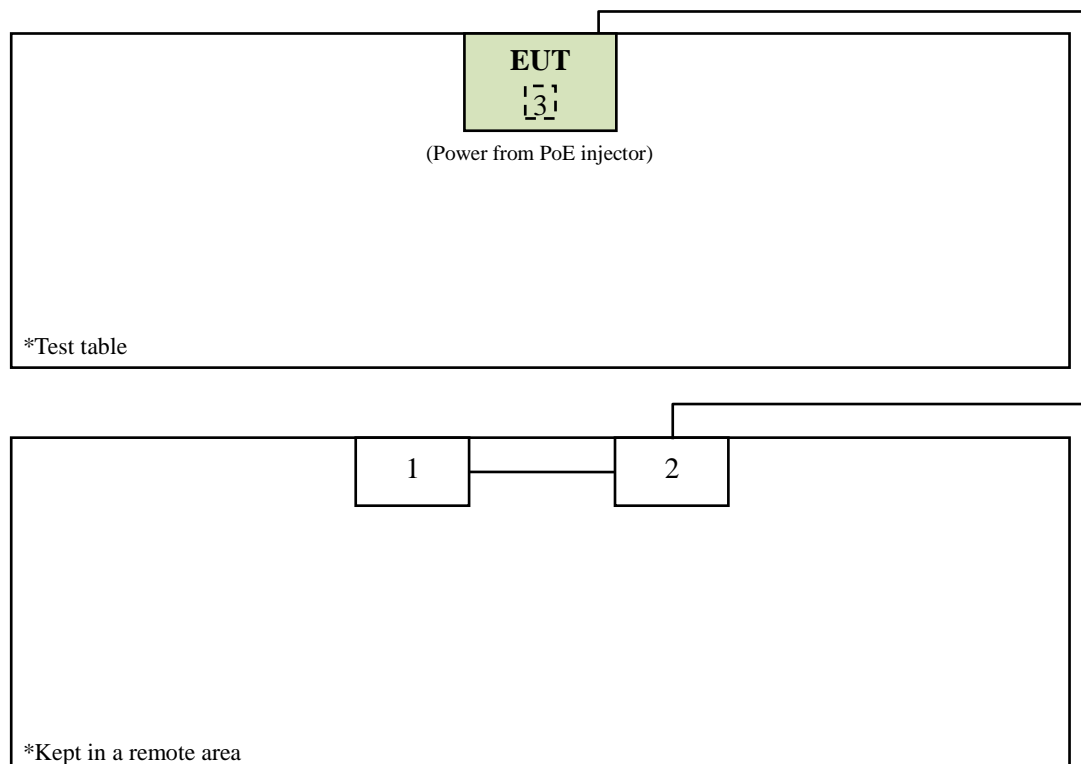 EUT
3
(Power from PoE injector)
*Test table
1 2
*Kept in a remote area